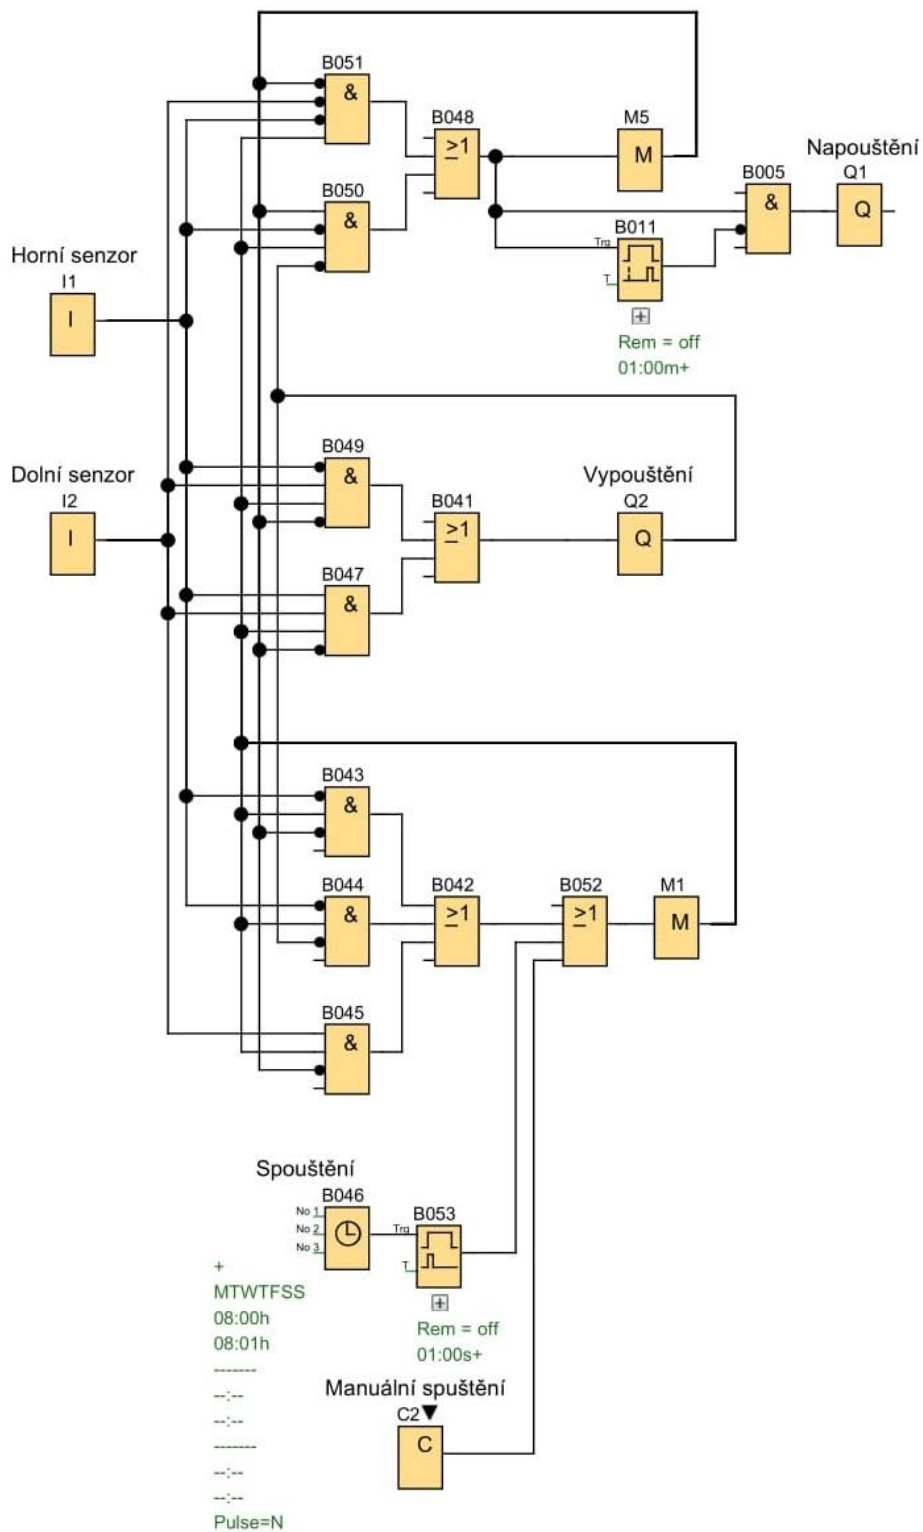 B051
&
B048
≥1
M5
M
Napouštění
B005
Q1
&
Q
B050
&
B011
Trg
T
Rem = off
01:00m+
Horní senzor
I1
I
B049
&
Dolní senzor
I2
I
B041
≥1
Vypouštění
Q2
Q
B047
&
B043
&
B044
&
B042
≥1
B052
≥1
M1
M
B045
&
Spouštění
B046
No 1
No 2
No 3
B053
Trg
T
+
MTWTFSS
08:00h
08:01h
-------
--:--
--:--
-------
--:--
--:--
Pulse=N
Rem = off
01:00s+
Manuální spuštění
C2
C